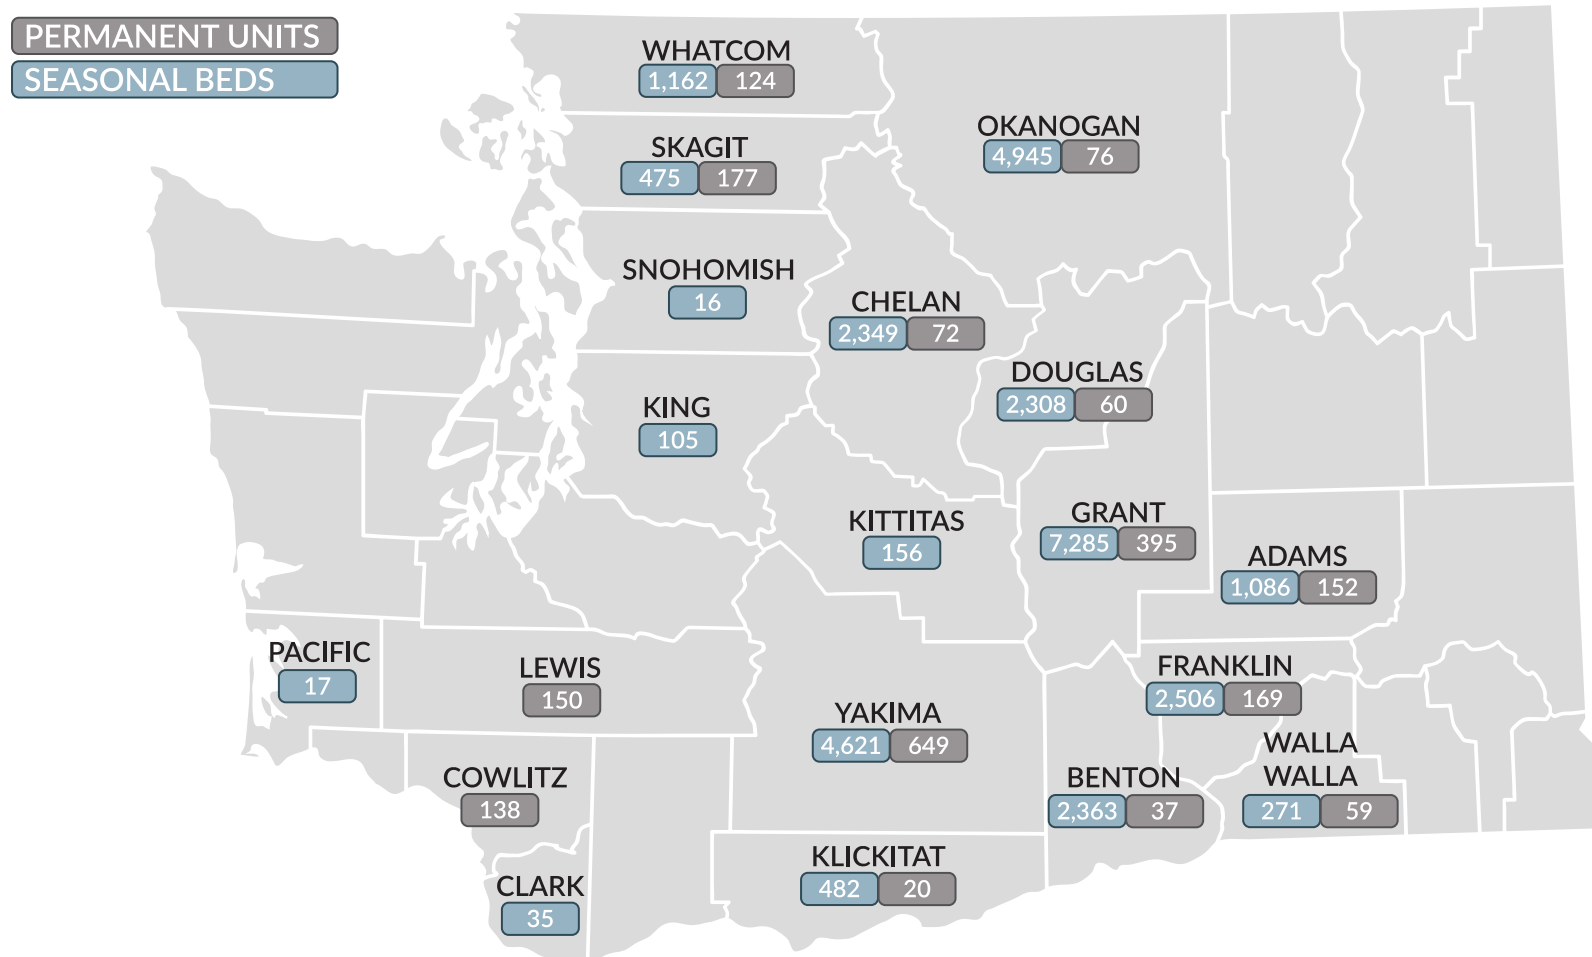 PERMANENT UNITS
SEASONAL BEDS
WHATCOM
1,162 124
OKANOGAN
4,945 76
SKAGIT
475 177
SNOHOMISH
16
CHELAN
2,349 72
DOUGLAS
2,308 60
KING
105
KITTITAS
156
GRANT
7,285 395
ADAMS
1,086 152
PACIFIC
17
LEWIS
150
FRANKLIN
2,506 169
YAKIMA
4,621 649
WALLA
WALLA
271 59
COWLITZ
138
BENTON
2,363 37
KLICKITAT
482 20
CLARK
35